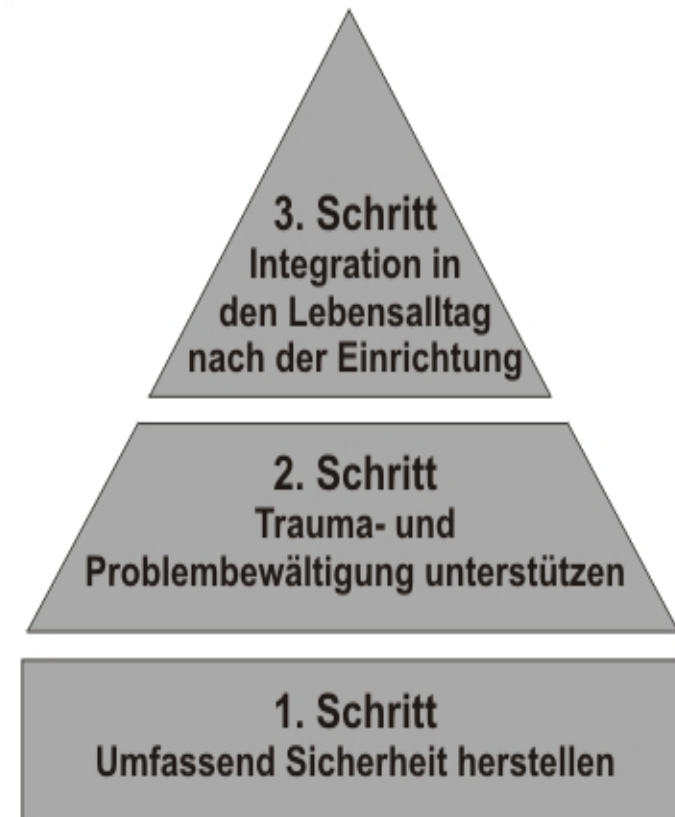 3. Schritt
Integration in
den Lebensalltag
nach der Einrichtung
2. Schritt
Trauma- und
Problembewältigung unterstützen
1. Schritt
Umfassend Sicherheit herstellen